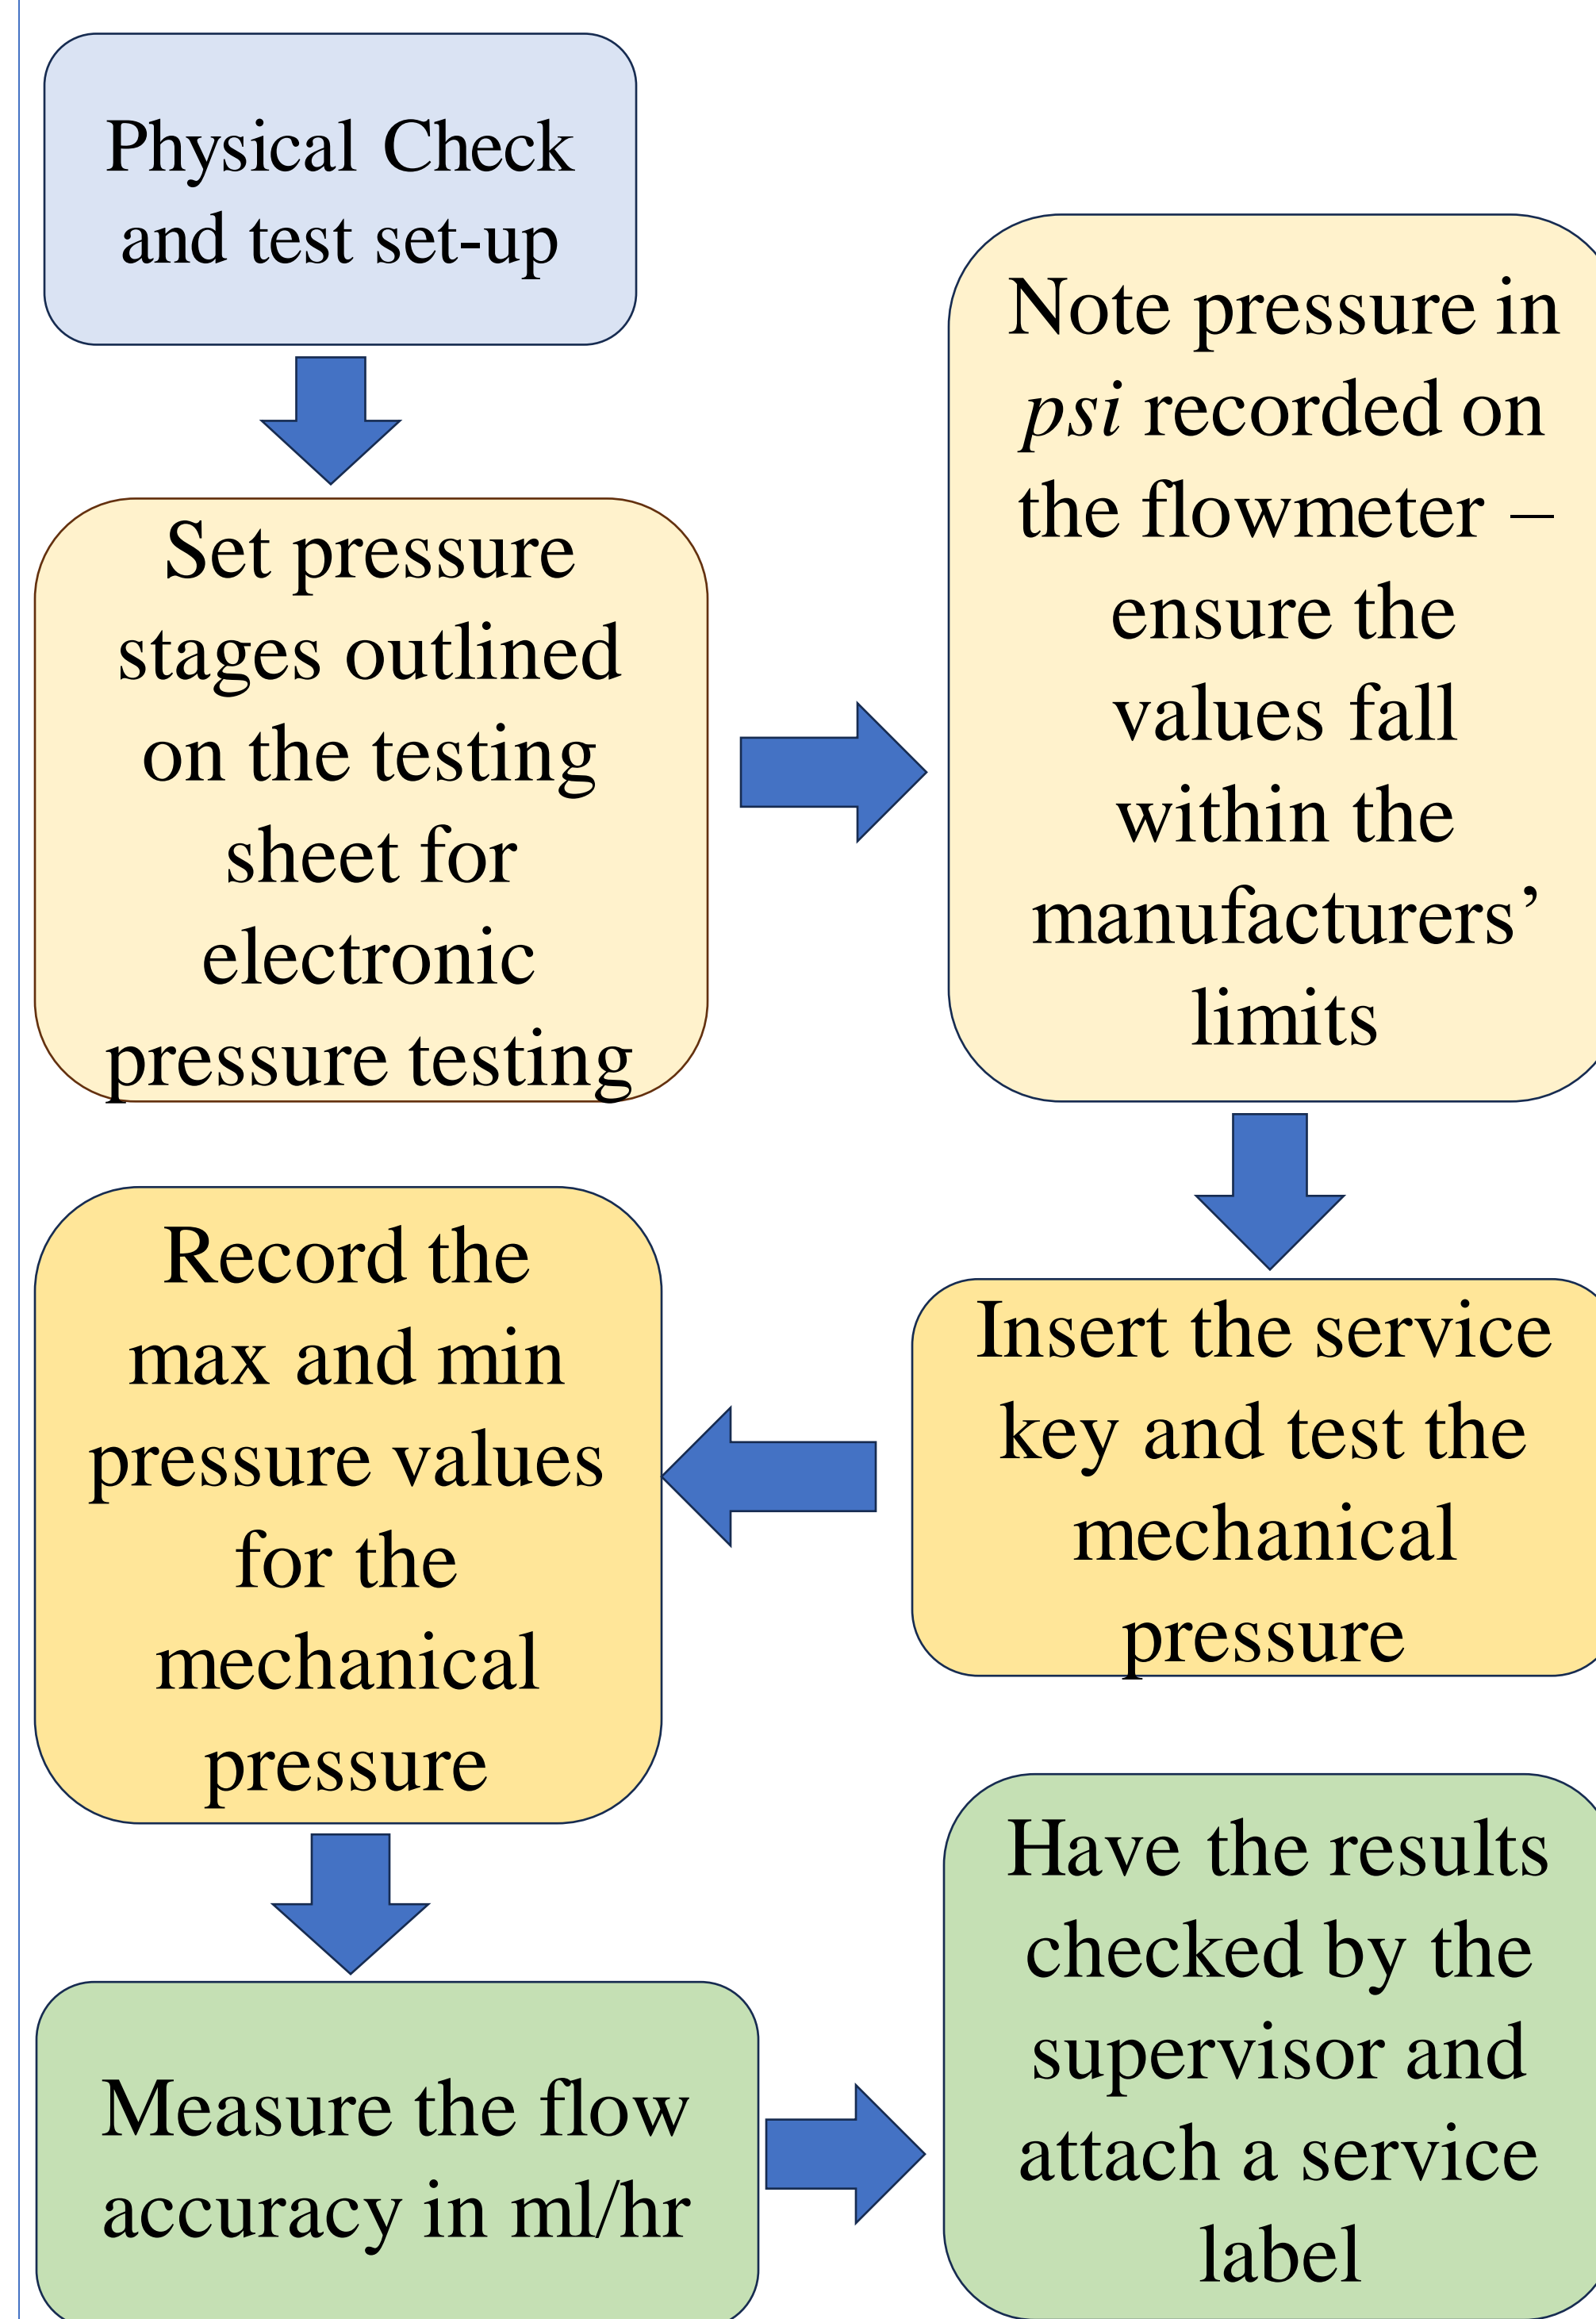 Physical Check
and test set-up
Set pressure
stages outlined
on the testing
sheet for
electronic
pressure testing
Note pressure in
psi recorded on
the flowmeter –
ensure the
values fall
within the
manufacturers’
limits
Insert the service
key and test the
mechanical
pressure
Record the
max and min
pressure values
for the
mechanical
pressure
Measure the flow
accuracy in ml/hr
Have the results
checked by the
supervisor and
attach a service
label